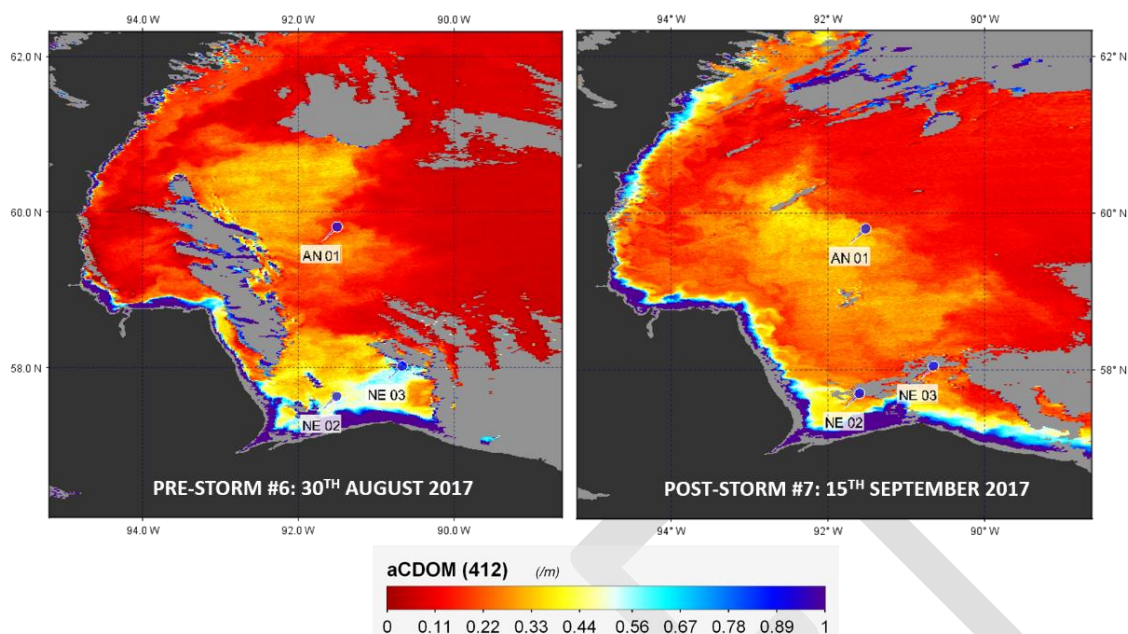 94.0 W 92.0 W 90.0 W 94° W 92° W 90° W
62.0 N 62° N
60.0 N 60° N
AN 01 AN 01
58.0 N 58° N
NE 03 NE 03
NE 02 NE 02
PRE-STORM #6: 30TH AUGUST 2017 POST-STORM #7: 15TH SEPTEMBER 2017
94.0 W 92.0 W 90.0 W 94° W 92° W 90° W
aCDOM (412) (/m)
0 0.11 0.22 0.33 0.44 0.56 0.67 0.78 0.89 1